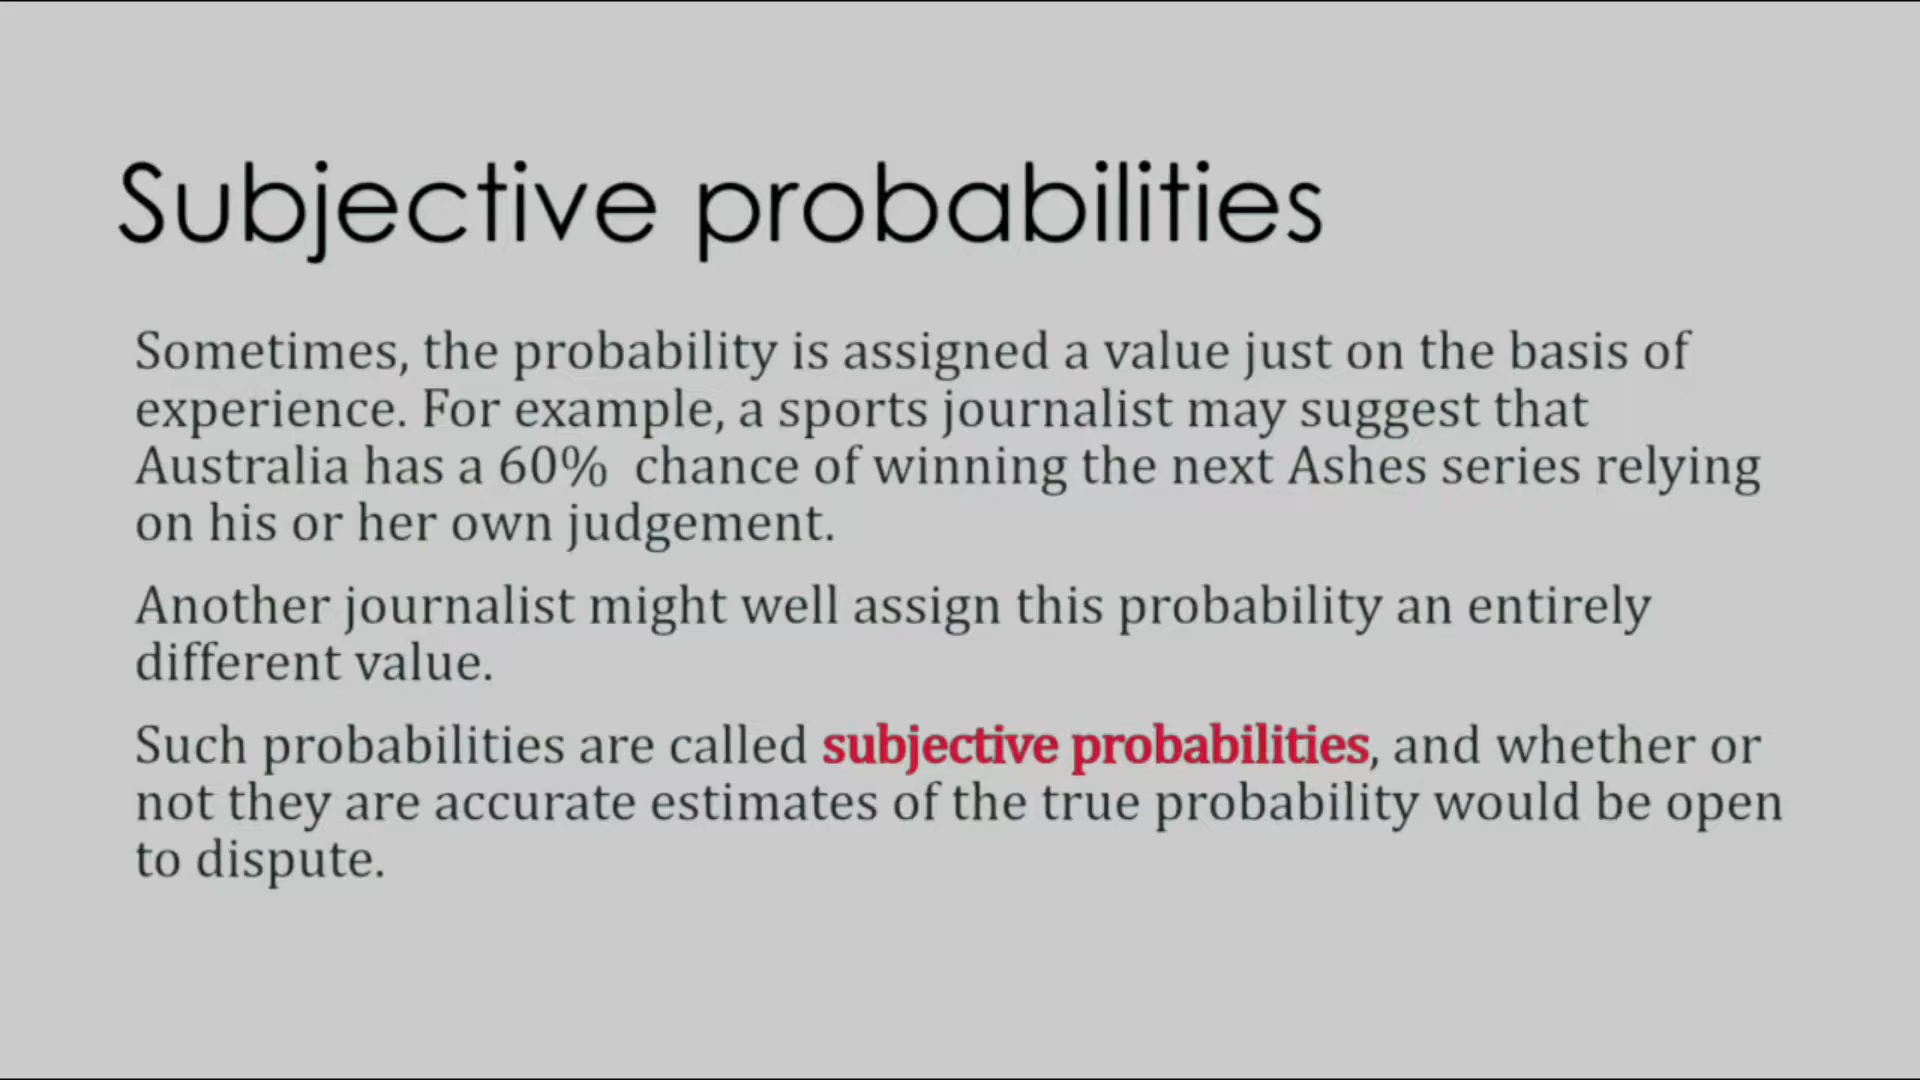 Subjective probabilities
Sometimes, the probability is assigned a value just on the basis of
experience. For example, a sports journalist may suggest that
Australia has a 60% chance of winning the next Ashes series relying
on his or her own judgement.
Another journalist might well assign this probability an entirely
different value.
Such probabilities are called subjective probabilities, and whether or
not they are accurate estimates of the true probability would be open
to dispute.